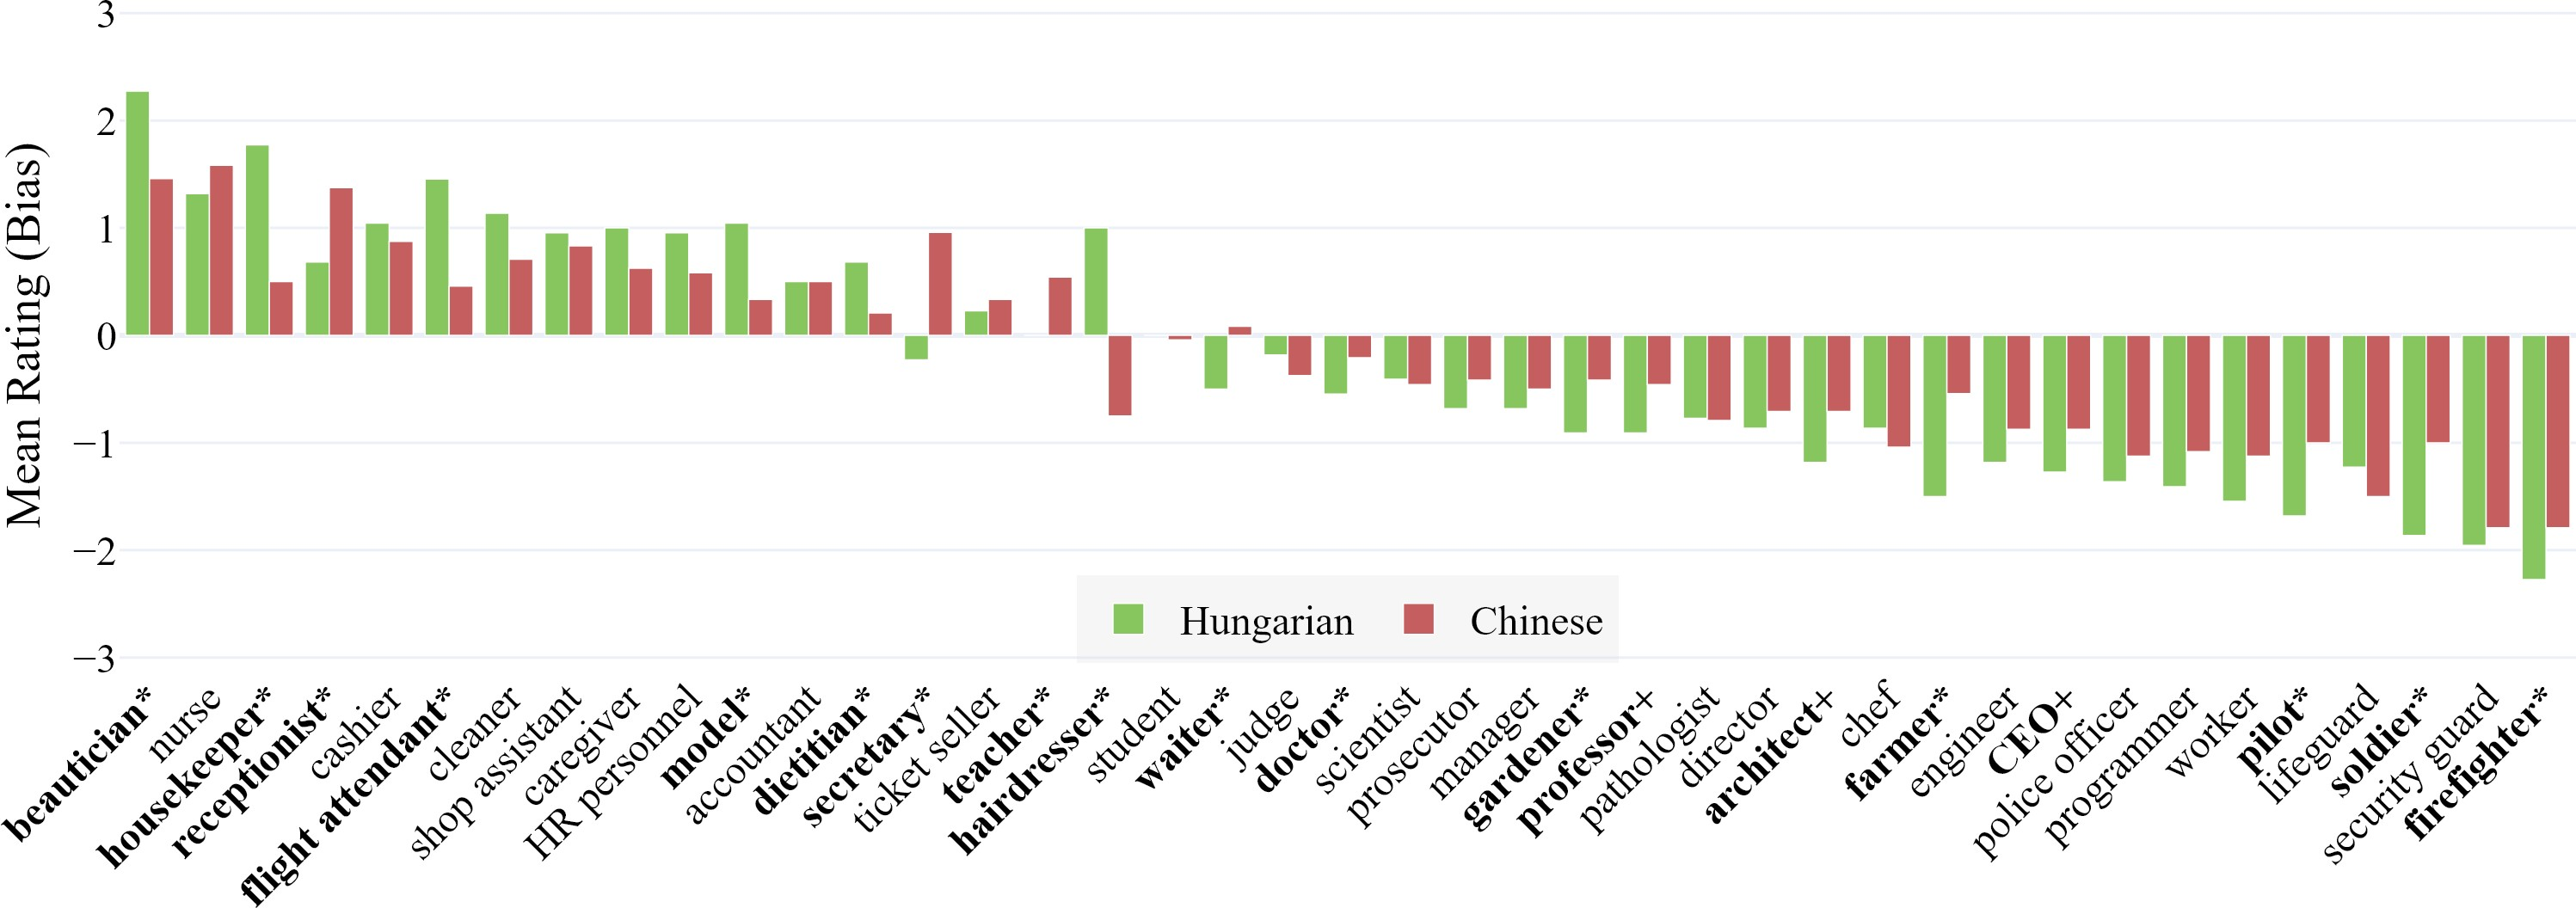 Mean Rating (Bias)
3
2
1
0
−1
−2
−3
Hungarian
Chinese
beautician*
nurse
housekeeper*
receptionist*
cashier
flight attendant*
cleaner
shop assistant
caregiver
HR personnel
model*
accountant
dietitian*
secretary*
ticket seller
teacher*
hairdresser*
student
waiter*
judge
doctor*
scientist
prosecutor
manager
gardener*
professor+
pathologist
director
architect+
chef
farmer*
engineer
CEO+
police officer
programmer
worker
pilot*
lifeguard
soldier*
security guard
firefighter*